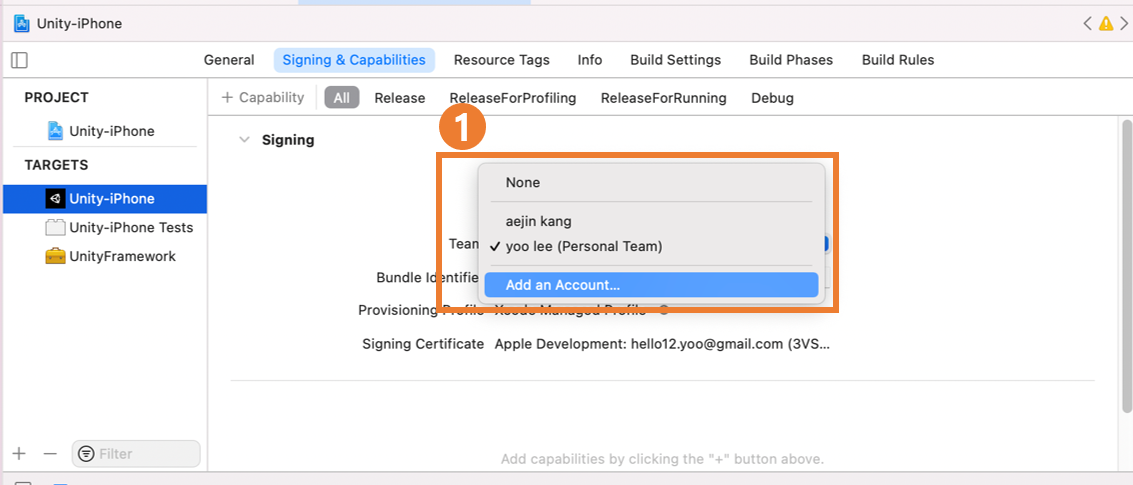 Unity-iPhone
General Signing & Capabilities Resource Tags Info Build Settings Build Phases Build Rules
PROJECT
+ Capability All Release ReleaseForProfiling ReleaseForRunning Debug
Unity-iPhone
1
Signing
TARGETS
None
Unity-iPhone
aejin kang
Unity-iPhone Tests
Team
✓ yoo lee (Personal Team)
UnityFramework
Bundle Identifie
Add an Account...
Provisioning Profile Xcode Managed Profile
Signing Certificate Apple Development: hello12.yoo@gmail.com (3VS...
Filter
Add capabilities by clicking the "+" button above.